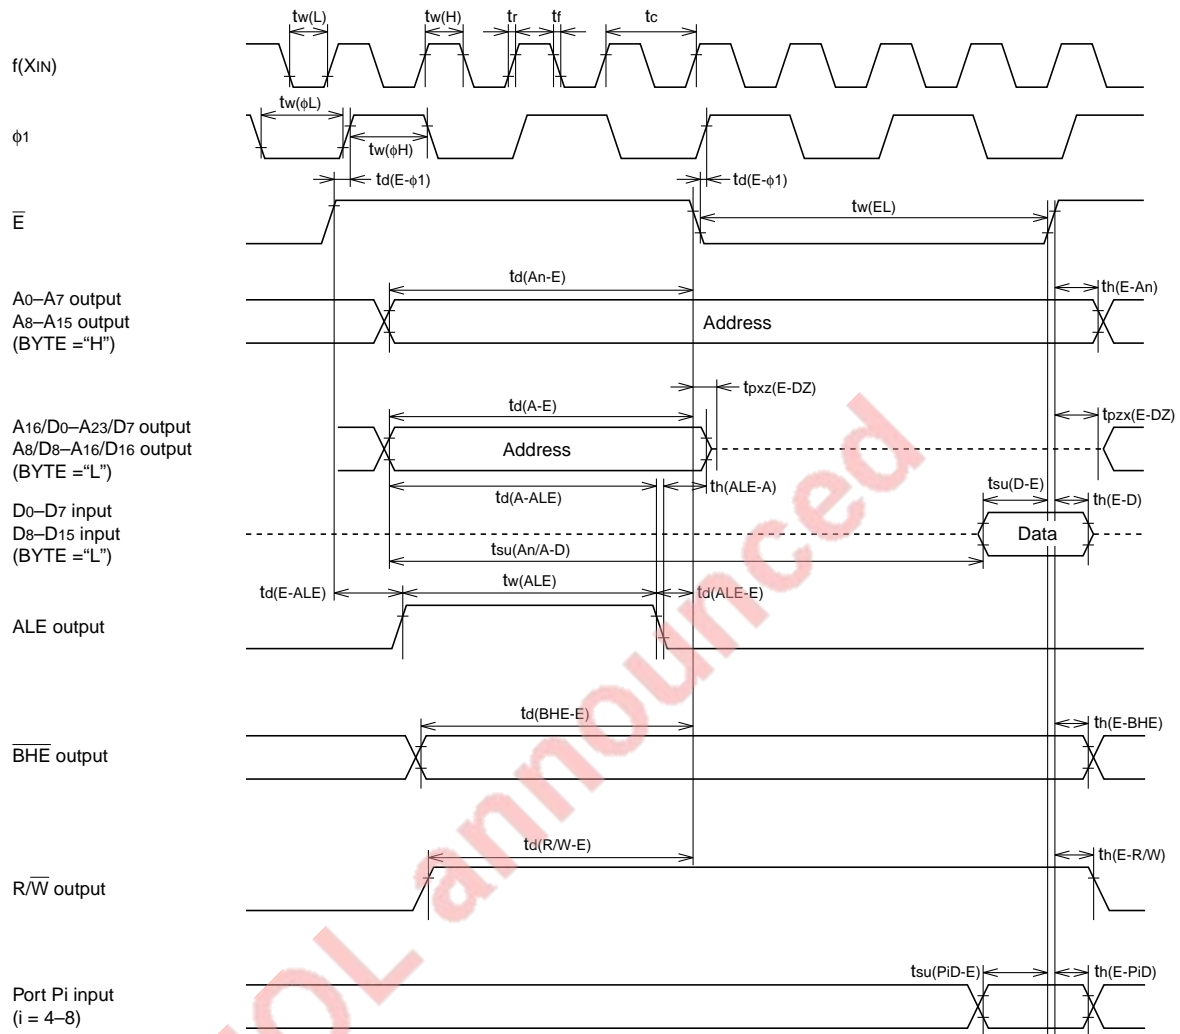 tw(L) tw(H) tr tf tc
f(XIN)
tw(ϕL)
ϕ1
tw(ϕH)
td(E-ϕ1) td(E-ϕ1)
E̅ tw(EL)
td(An-E) th(E-An)
A0–A7 output
A8–A15 output
(BYTE =“H”)
Address
tpxz(E-DZ)
td(A-E) tpzx(E-DZ)
A16/D0–A23/D7 output
A8/D8–A16/D16 output
(BYTE =“L”)
Address
td(A-ALE) th(ALE-A) tsu(D-E) th(E-D)
D0–D7 input
D8–D15 input
(BYTE =“L”)
Data
tsu(An/A-D)
td(E-ALE) tw(ALE) td(ALE-E)
ALE output
td(BHE-E) th(E-BHE)
B̅H̅E̅ output
td(R/W-E) th(E-R/W)
R/W̅ output
tsu(PiD-E) th(E-PiD)
Port Pi input
(i = 4–8)
OL announced